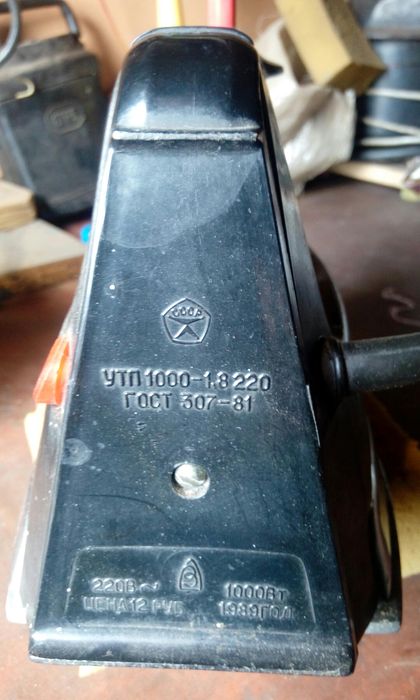 СССР
УТП 1000-1,8 220
ГОСТ 307-81
220В ~ 1000Вт
ЦЕНА 12 РУБ 1989ГОД